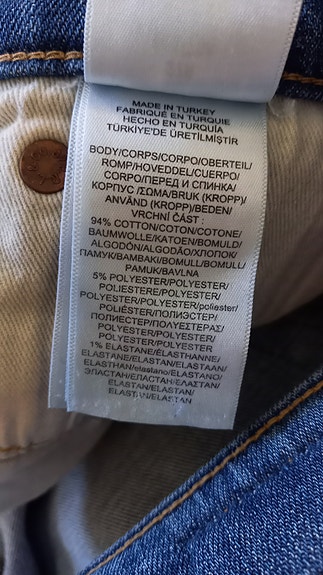 MADE IN TURKEY
FABRIQUÉ EN TURQUIE
HECHO EN TURQUÍA
TÜRKİYE'DE ÜRETİLMİŞTİR
BODY/CORPS/CORPO/OBERTEIL/
ROMP/HOVEDDEL/CUERPO/
CORPO/ПЕРЕД И СПИНКА/
КОРПУС /ΣΩΜΑ/BRUK (KROPP)/
ANVÄND (KROPP)/BEDEN/
VRCHNÍ ČÁST :
94% COTTON/COTON/COTONE/
BAUMWOLLE/KATOEN/BOMULD/
ALGODÓN/ALGODÃO/ХЛОПОК/
ПАМУК/ΒΑΜΒΑΚΙ/BOMULL/BOMULL/
PAMUK/BAVLNA
5% POLYESTER/POLYESTER/
POLIESTERE/POLYESTER/
POLYESTER/POLYESTER/poliester/
POLIÉSTER/ПОЛИЭСТЕР/
ПОЛИЕСТЕР/ΠΟΛΥΕΣΤΕΡΑΣ/
POLYESTER/POLYESTER/
POLYESTER/POLYESTER
1% ELASTANE/ÉLASTHANNE/
ELASTANE/ELASTAN/ELASTAAN/
ELASTHAN/elastano/ELASTANO/
ЭЛАСТАН/ЕЛАСТАН/ΕΛΑΣΤΑΝ/
ELASTAN/ELASTAN/
ELASTAN/ELASTAN